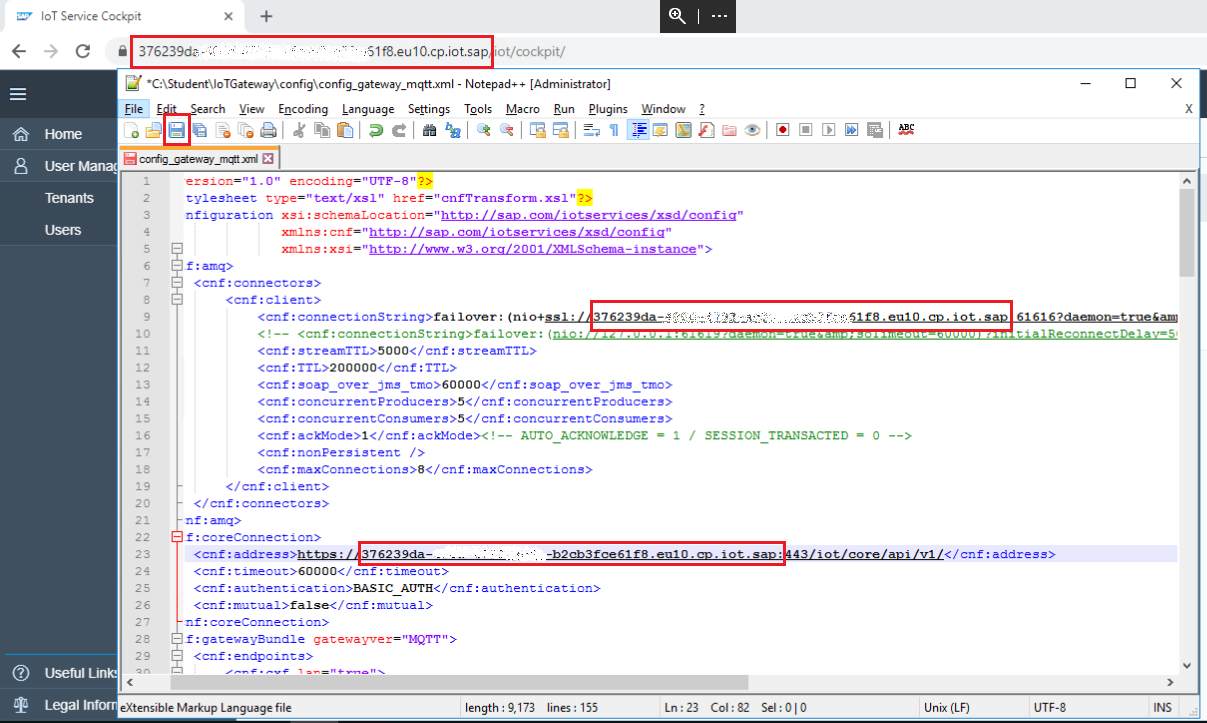 IoT Service Cockpit
376239da- 61f8.eu10.cp.iot.sap/iot/cockpit/
*C:\Student\IoTGateway\config\config_gateway_mqtt.xml - Notepad++ [Administrator]
File Edit Search View Encoding Language Settings Tools Macro Run Plugins Window ? X
Home
User Manag
Tenants
Users
Useful Links
Legal Inform
config_gateway_mqtt.xml
1 ersion="1.0" encoding="UTF-8"?>
2 tylesheet type="text/xsl" href="cnfTransform.xsl"?>
3 nfiguration xsi:schemaLocation="http://sap.com/iotservices/xsd/config"
4 xmlns:cnf="http://sap.com/iotservices/xsd/config"
5 xmlns:xsi="http://www.w3.org/2001/XMLSchema-instance">
6 f:amq>
7 <cnf:connectors>
8 <cnf:client>
9 <cnf:connectionString>failover:(nio+ssl://376239da- 61f8.eu10.cp.iot.sap 61616?daemon=true&amp
10 <!-- <cnf:connectionString>failover:(nio://127.0.0.1:61619?daemon=true&amp;soTimeout=60000)?initialReconnectDelay=50
11 <cnf:streamTTL>5000</cnf:streamTTL>
12 <cnf:TTL>200000</cnf:TTL>
13 <cnf:soap_over_jms_tmo>60000</cnf:soap_over_jms_tmo>
14 <cnf:concurrentProducers>5</cnf:concurrentProducers>
15 <cnf:concurrentConsumers>5</cnf:concurrentConsumers>
16 <cnf:ackMode>1</cnf:ackMode><!-- AUTO_ACKNOWLEDGE = 1 / SESSION_TRANSACTED = 0 -->
17 <cnf:nonPersistent />
18 <cnf:maxConnections>8</cnf:maxConnections>
19 </cnf:client>
20 </cnf:connectors>
21 nf:amq>
22 f:coreConnection>
23 <cnf:address>https://376239da- -b2cb3fce61f8.eu10.cp.iot.sap:443/iot/core/api/v1/</cnf:address>
24 <cnf:timeout>60000</cnf:timeout>
25 <cnf:authentication>BASIC_AUTH</cnf:authentication>
26 <cnf:mutual>false</cnf:mutual>
27 nf:coreConnection>
28 f:gatewayBundle gatewayver="MQTT">
29 <cnf:endpoints>
30 <cnf:cxf lan="true">
eXtensible Markup Language file length : 9,173 lines : 155 Ln : 23 Col : 82 Sel : 0 | 0 Unix (LF) UTF-8 INS